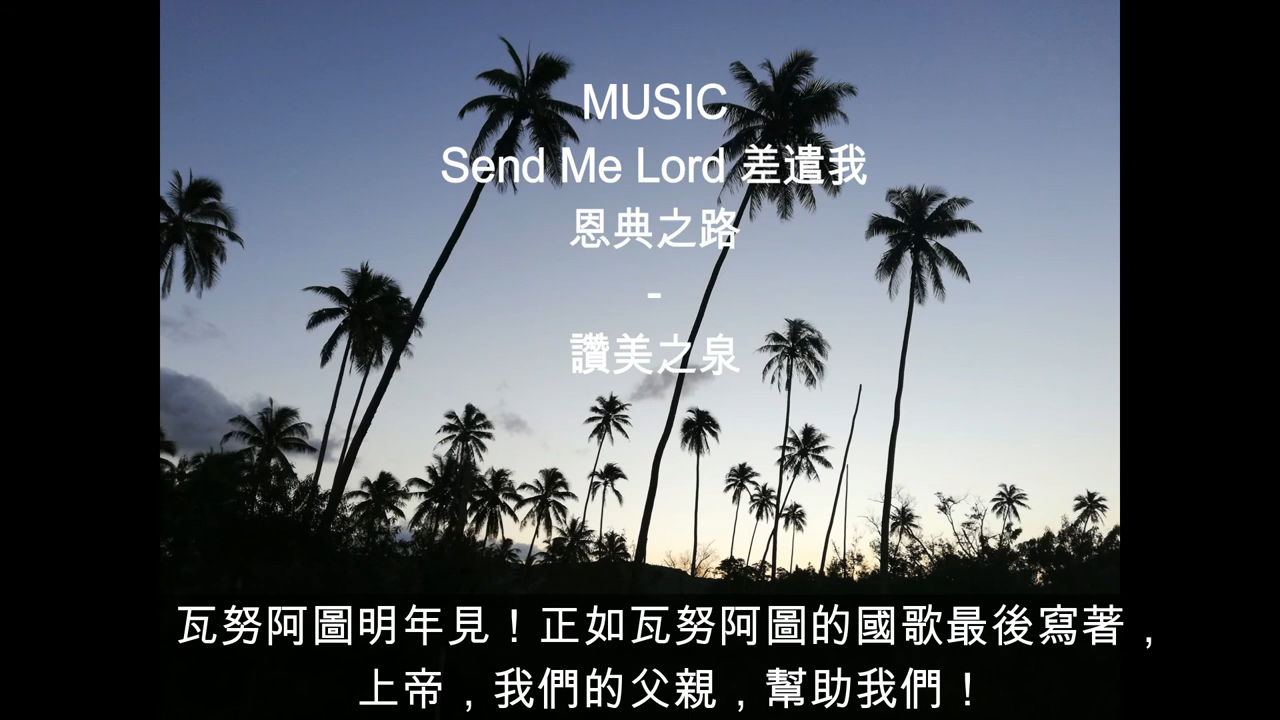 MUSIC
Send Me Lord 差遣我
恩典之路
-
讚美之泉
瓦努阿圖明年見！正如瓦努阿圖的國歌最後寫著，
上帝，我們的父親，幫助我們！